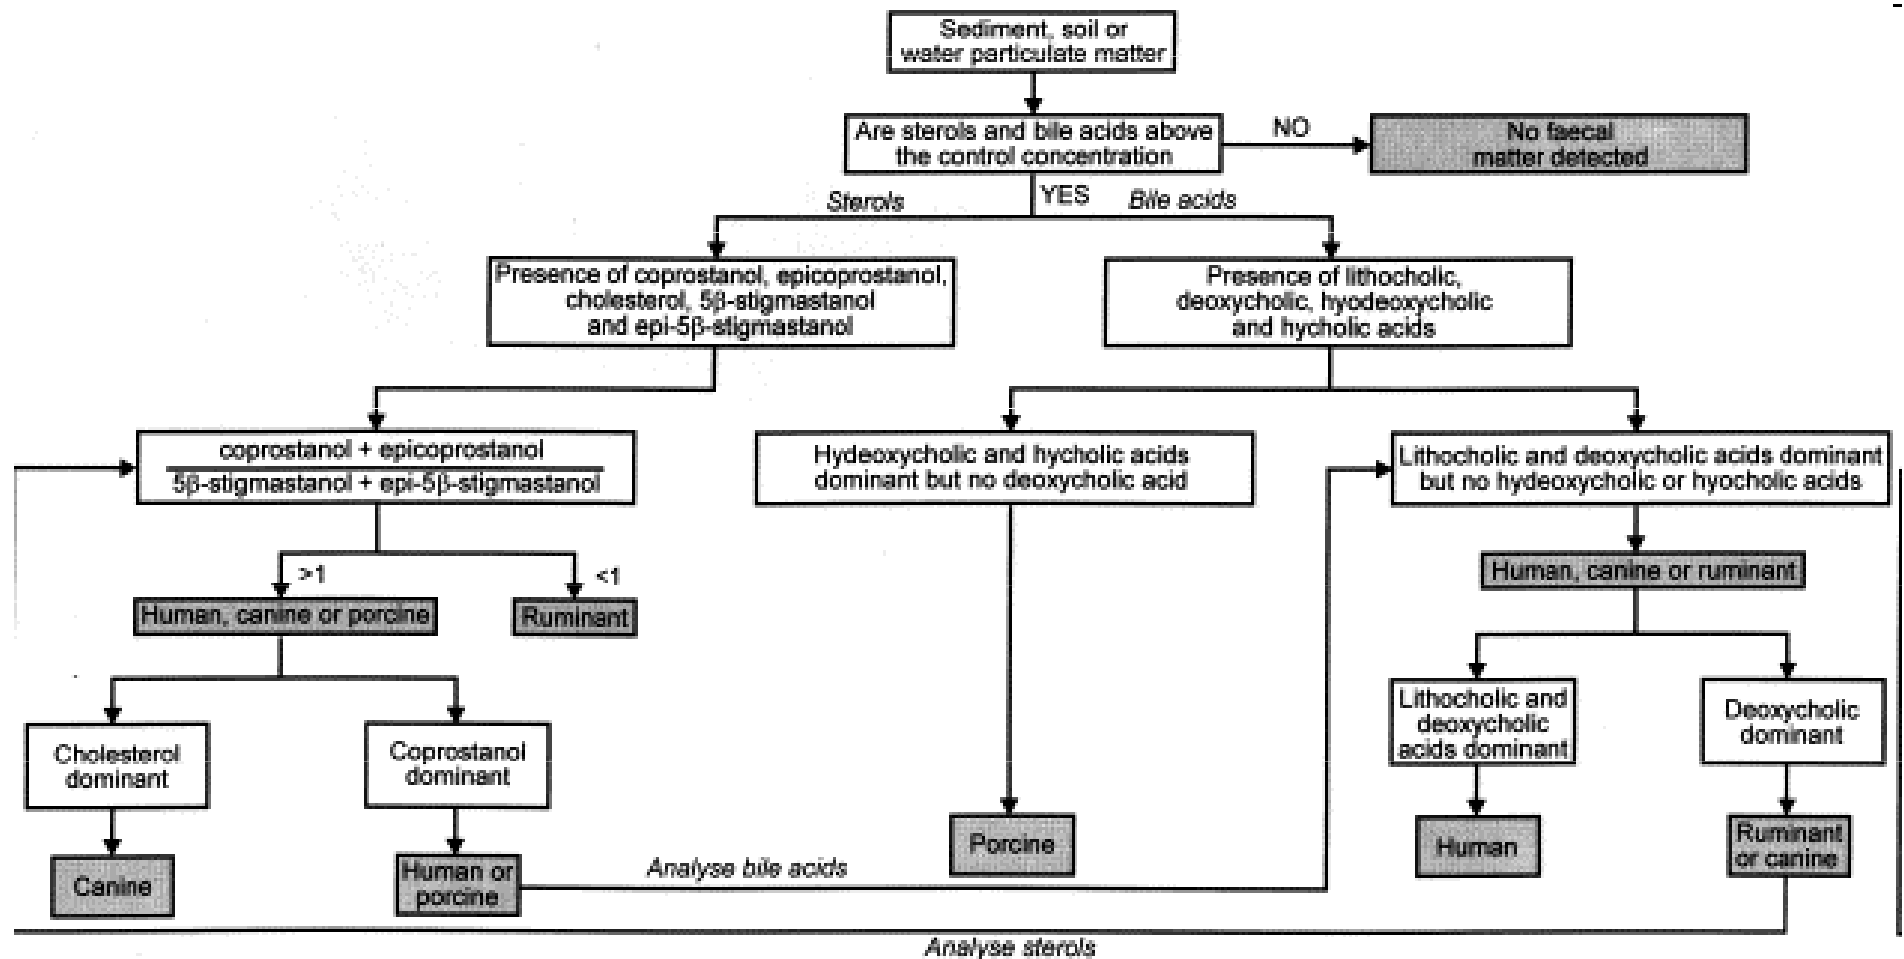 Sediment, soil or
water particulate matter
Are sterols and bile acids above
the control concentration
NO
No faecal
matter detected
YES
Sterols
Bile acids
Presence of coprostanol, epicoprostanol,
cholesterol, 5β-stigmastanol
and epi-5β-stigmastanol
Presence of lithocholic,
deoxycholic, hyodeoxycholic
and hycholic acids
coprostanol + epicoprostanol
5β-stigmastanol + epi-5β-stigmastanol
Hydeoxycholic and hycholic acids
dominant but no deoxycholic acid
Lithocholic and deoxycholic acids dominant
but no hydeoxycholic or hyocholic acids
>1
<1
Human, canine or porcine
Ruminant
Human, canine or ruminant
Cholesterol
dominant
Coprostanol
dominant
Lithocholic and
deoxycholic
acids dominant
Deoxycholic
dominant
Canine
Human or
porcine
Analyse bile acids
Porcine
Human
Ruminant
or canine
Analyse sterols